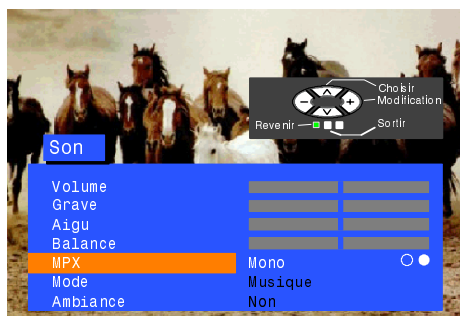 Choisir
Modification
Revenir
Sortir
Son
Volume
Grave
Aigu
Balance
MPX Mono
Mode Musique
Ambiance Non